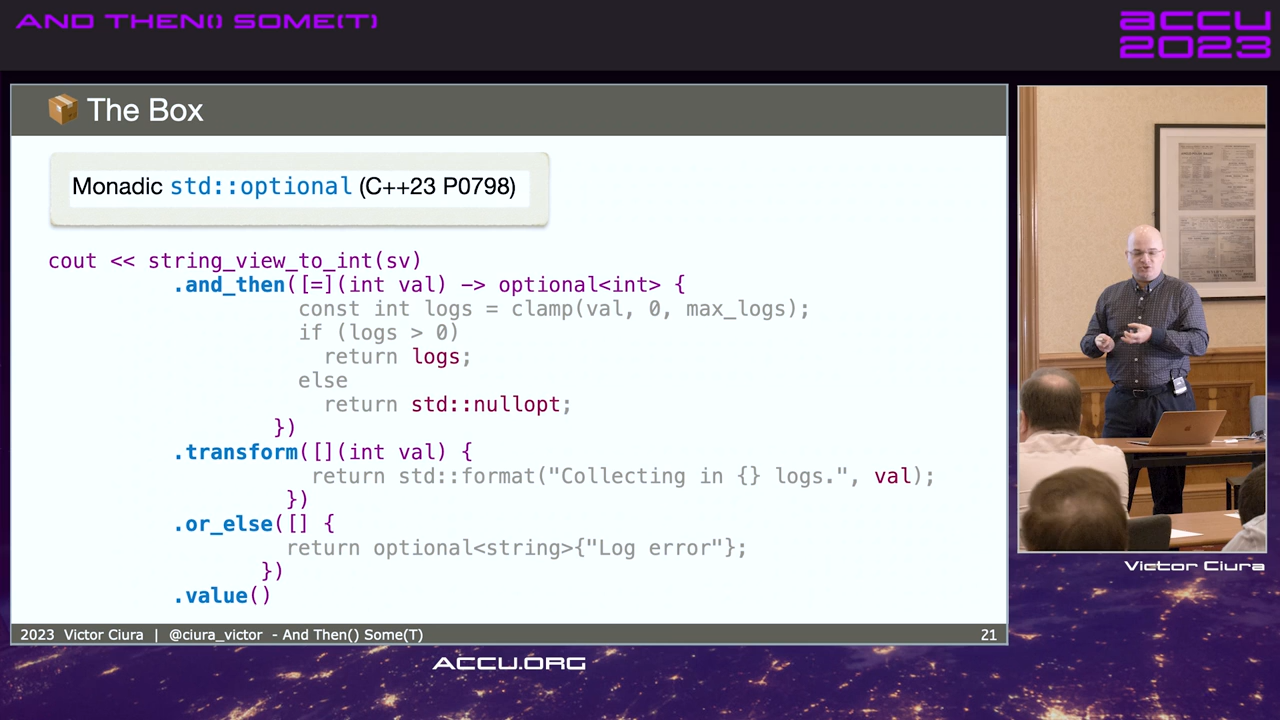 AND THEN() SOME(T)
ACCU
2023
📦 The Box
Monadic std::optional (C++23 P0798)
cout << string_view_to_int(sv)
.and_then([=](int val) -> optional<int> {
const int logs = clamp(val, 0, max_logs);
if (logs > 0)
return logs;
else
return std::nullopt;
})
.transform([](int val) {
return std::format("Collecting in {} logs.", val);
})
.or_else([] {
return optional<string>{"Log error"};
})
.value()
Victor Ciura
2023 Victor Ciura | @ciura_victor - And Then() Some(T)
21
ACCU.ORG